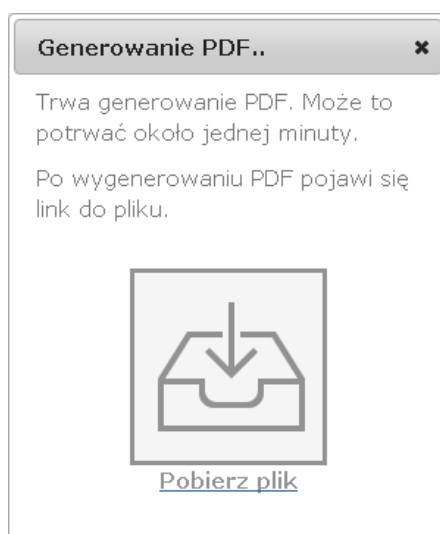 Generowanie PDF..
Trwa generowanie PDF. Może to
potrwać około jednej minuty.
Po wygenerowaniu PDF pojawi się
link do pliku.
Pobierz plik